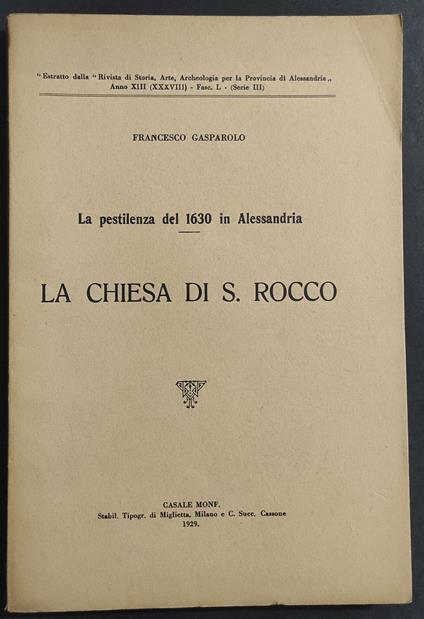 "Estratto dalla "Rivista di Storia, Arte, Archeologia per la Provincia di Alessandria„
Anno XIII (XXXVIII) - Fasc. L - (Serie III)
FRANCESCO GASPAROLO
La pestilenza del 1630 in Alessandria
LA CHIESA DI S. ROCCO
CASALE MONF.
Stabil. Tipogr. di Miglietta, Milano e C. Succ. Cassone
1929.